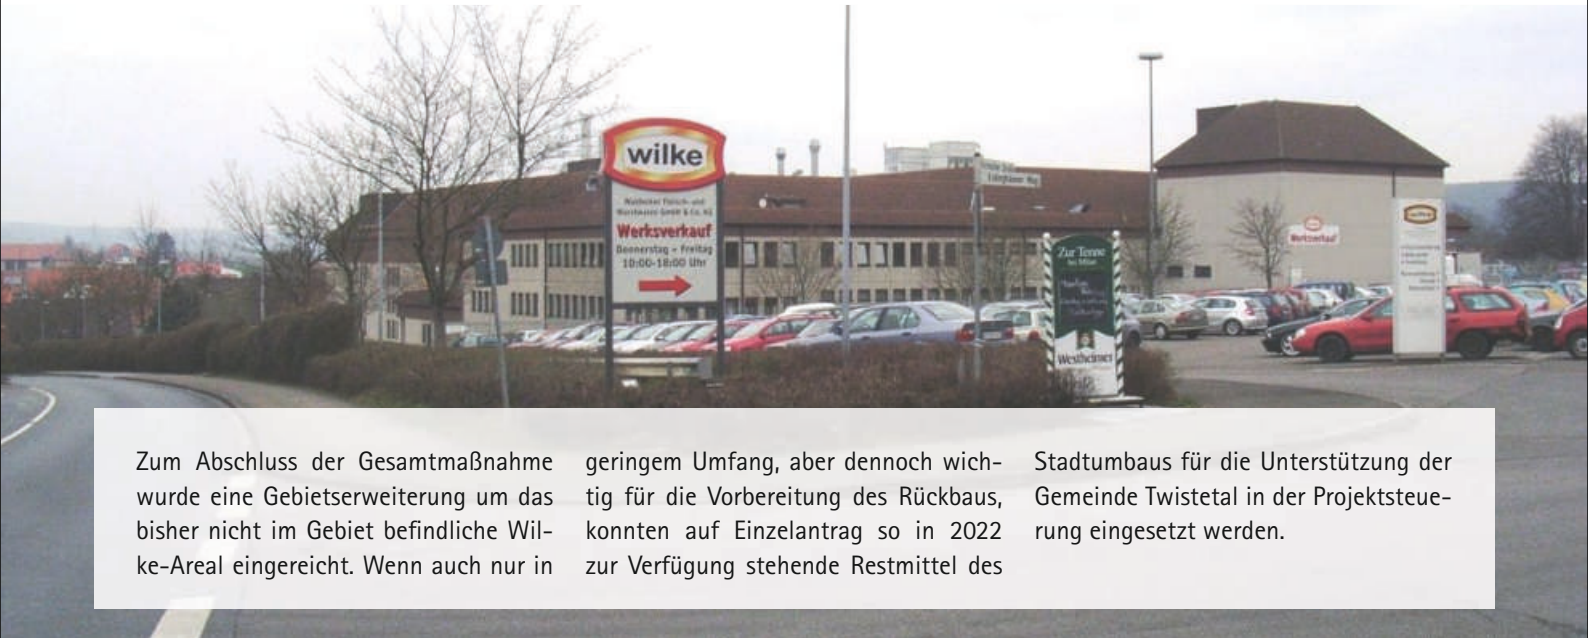 wilke
Waldecker Fleisch- und
Wurstwaren GmbH & Co. KG
Werksverkauf
Donnerstag + Freitag
10:00-18:00 Uhr
Zur Tenne
Westheimer
wilke
Werksverkauf
wilke
Zum Abschluss der Gesamtmaßnahme
wurde eine Gebietserweiterung um das
bisher nicht im Gebiet befindliche Wil-
ke-Areal eingereicht. Wenn auch nur in
geringem Umfang, aber dennoch wich-
tig für die Vorbereitung des Rückbaus,
konnten auf Einzelantrag so in 2022
zur Verfügung stehende Restmittel des
Stadtumbaus für die Unterstützung der
Gemeinde Twistetal in der Projektsteue-
rung eingesetzt werden.